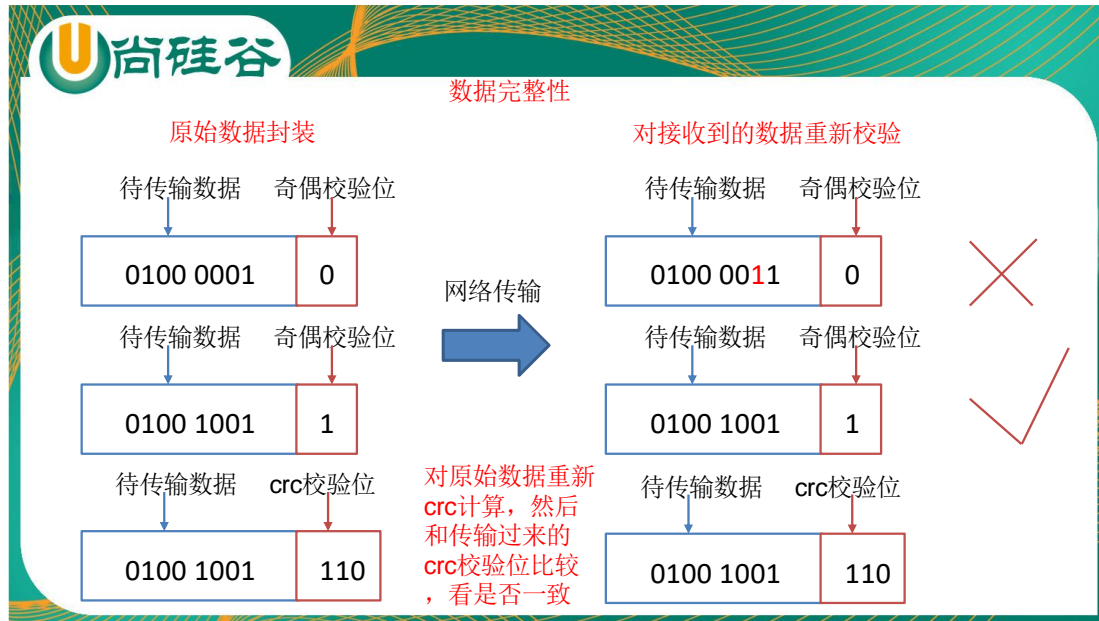 尚硅谷
数据完整性
原始数据封装
对接收到的数据重新校验
待传输数据 奇偶校验位
待传输数据 奇偶校验位
0100 0001 0
0100 0011 0
网络传输
待传输数据 奇偶校验位
待传输数据 奇偶校验位
0100 1001 1
0100 1001 1
待传输数据 crc校验位
对原始数据重新
crc计算，然后
和传输过来的
crc校验位比较
，看是否一致
待传输数据 crc校验位
0100 1001 110
0100 1001 110